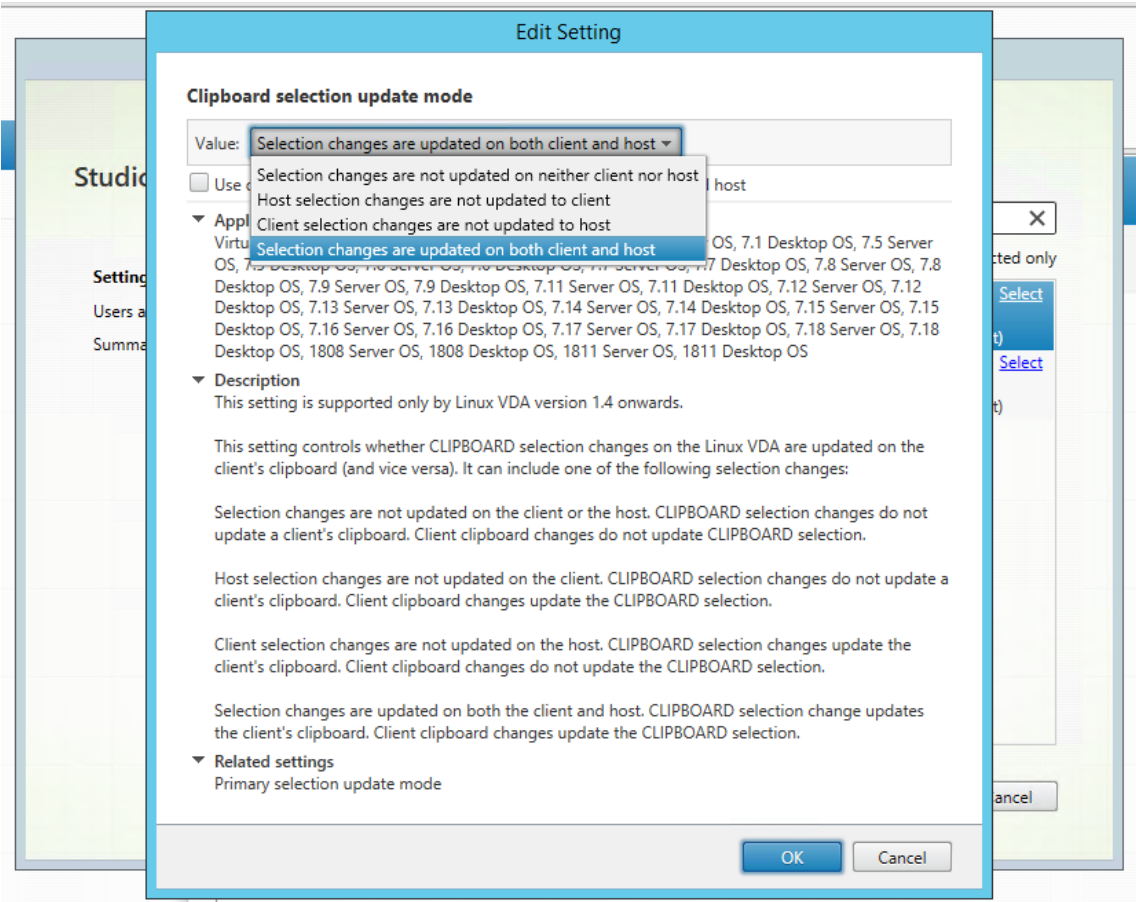 Edit Setting
Clipboard selection update mode
Value: Selection changes are updated on both client and host
Selection changes are not updated on neither client nor host
Host selection changes are not updated to client
Client selection changes are not updated to host
Selection changes are updated on both client and host
Use
host
Appl
Virtu OS, 7.1 Desktop OS, 7.5 Server
OS, 7.7 Desktop OS, 7.8 Server OS, 7.8
Desktop OS, 7.9 Server OS, 7.9 Desktop OS, 7.11 Server OS, 7.11 Desktop OS, 7.12 Server OS, 7.12
Desktop OS, 7.13 Server OS, 7.13 Desktop OS, 7.14 Server OS, 7.14 Desktop OS, 7.15 Server OS, 7.15
Desktop OS, 7.16 Server OS, 7.16 Desktop OS, 7.17 Server OS, 7.17 Desktop OS, 7.18 Server OS, 7.18
Desktop OS, 1808 Server OS, 1808 Desktop OS, 1811 Server OS, 1811 Desktop OS
Description
This setting is supported only by Linux VDA version 1.4 onwards.
This setting controls whether CLIPBOARD selection changes on the Linux VDA are updated on the
client's clipboard (and vice versa). It can include one of the following selection changes:
Selection changes are not updated on the client or the host. CLIPBOARD selection changes do not
update a client's clipboard. Client clipboard changes do not update CLIPBOARD selection.
Host selection changes are not updated on the client. CLIPBOARD selection changes do not update a
client's clipboard. Client clipboard changes update the CLIPBOARD selection.
Client selection changes are not updated on the host. CLIPBOARD selection changes update the
client's clipboard. Client clipboard changes do not update the CLIPBOARD selection.
Selection changes are updated on both the client and host. CLIPBOARD selection change updates
the client's clipboard. Client clipboard changes update the CLIPBOARD selection.
Related settings
Primary selection update mode
OK
Cancel
Studio
Setting
Users a
Summa
cted only
Select
t)
Select
t)
ancel